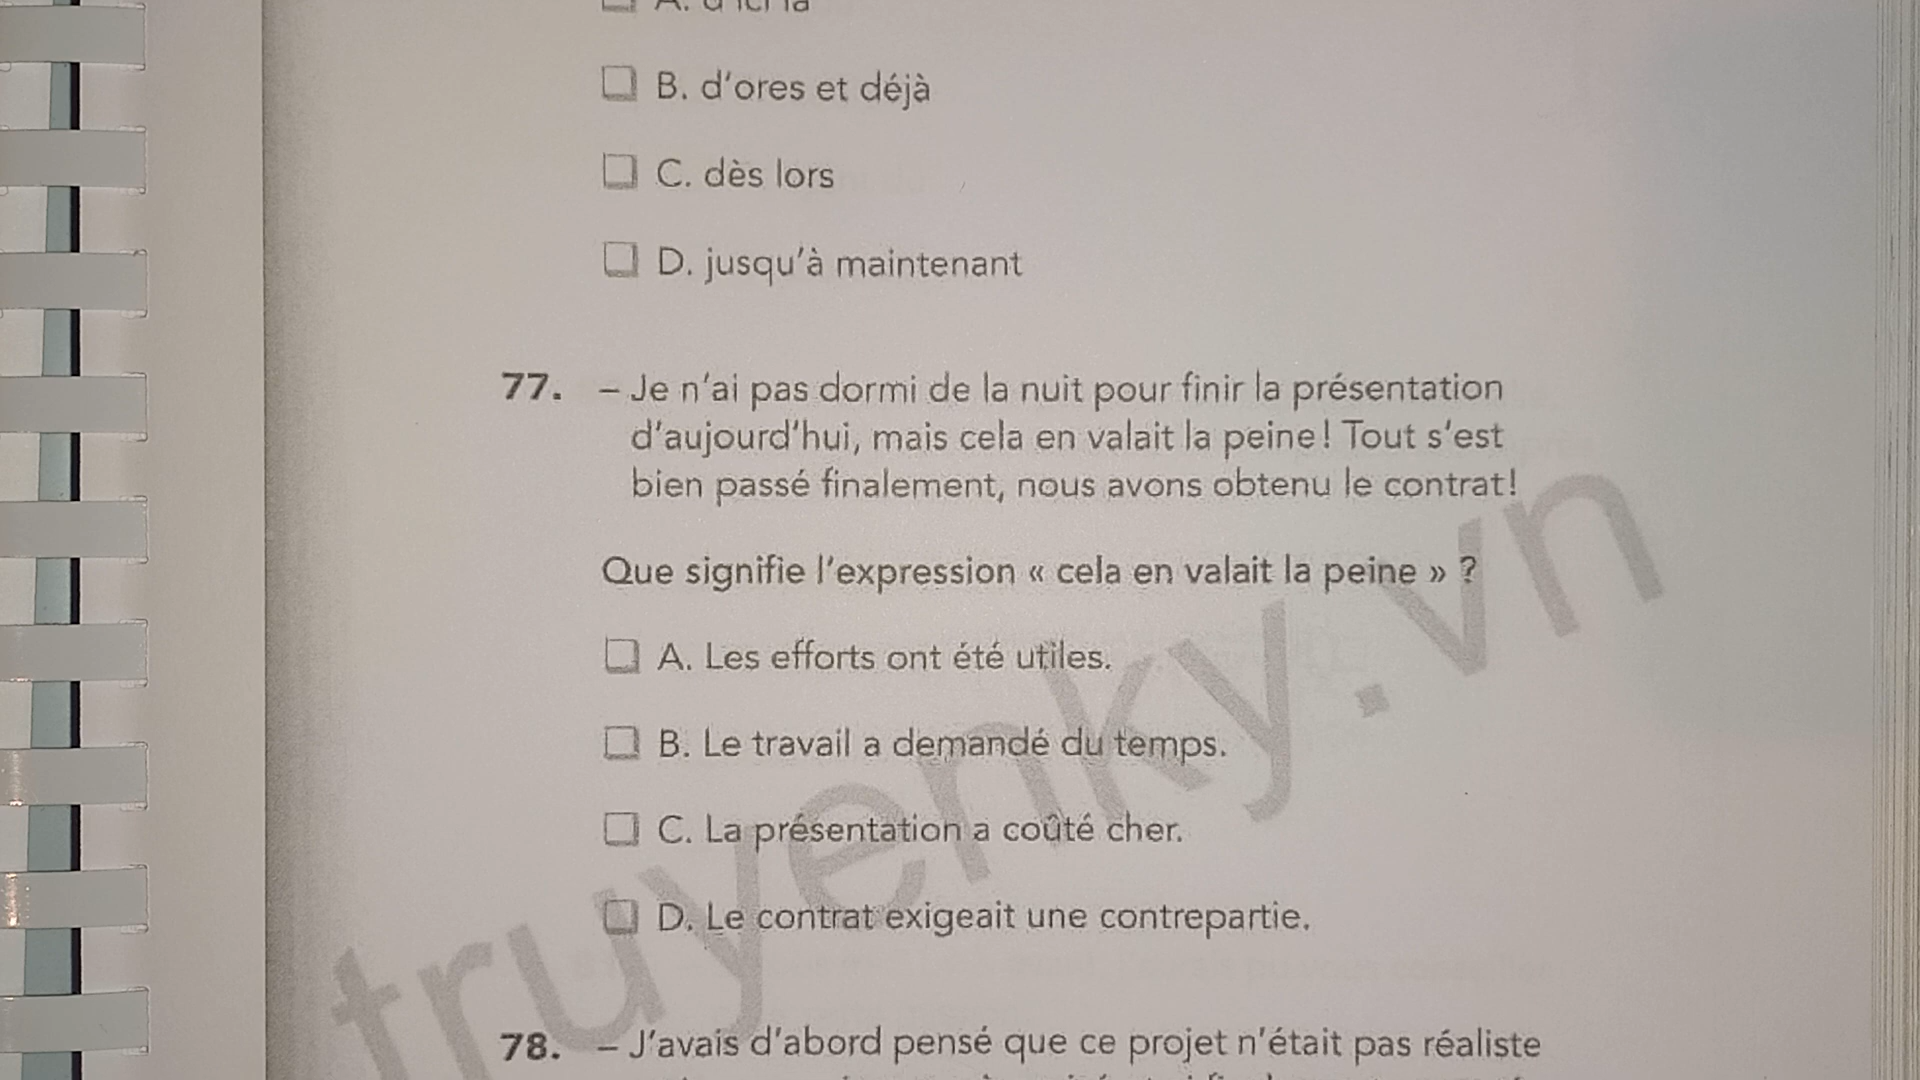 A. d'ici là
B. d'ores et déjà
C. dès lors
D. jusqu'à maintenant
77. – Je n'ai pas dormi de la nuit pour finir la présentation
d'aujourd'hui, mais cela en valait la peine! Tout s'est
bien passé finalement, nous avons obtenu le contrat!
Que signifie l'expression « cela en valait la peine » ?
A. Les efforts ont été utiles.
B. Le travail a demandé du temps.
C. La présentation a coûté cher.
D. Le contrat exigeait une contrepartie.
78. – J'avais d'abord pensé que ce projet n'était pas réaliste
truyenky.vn